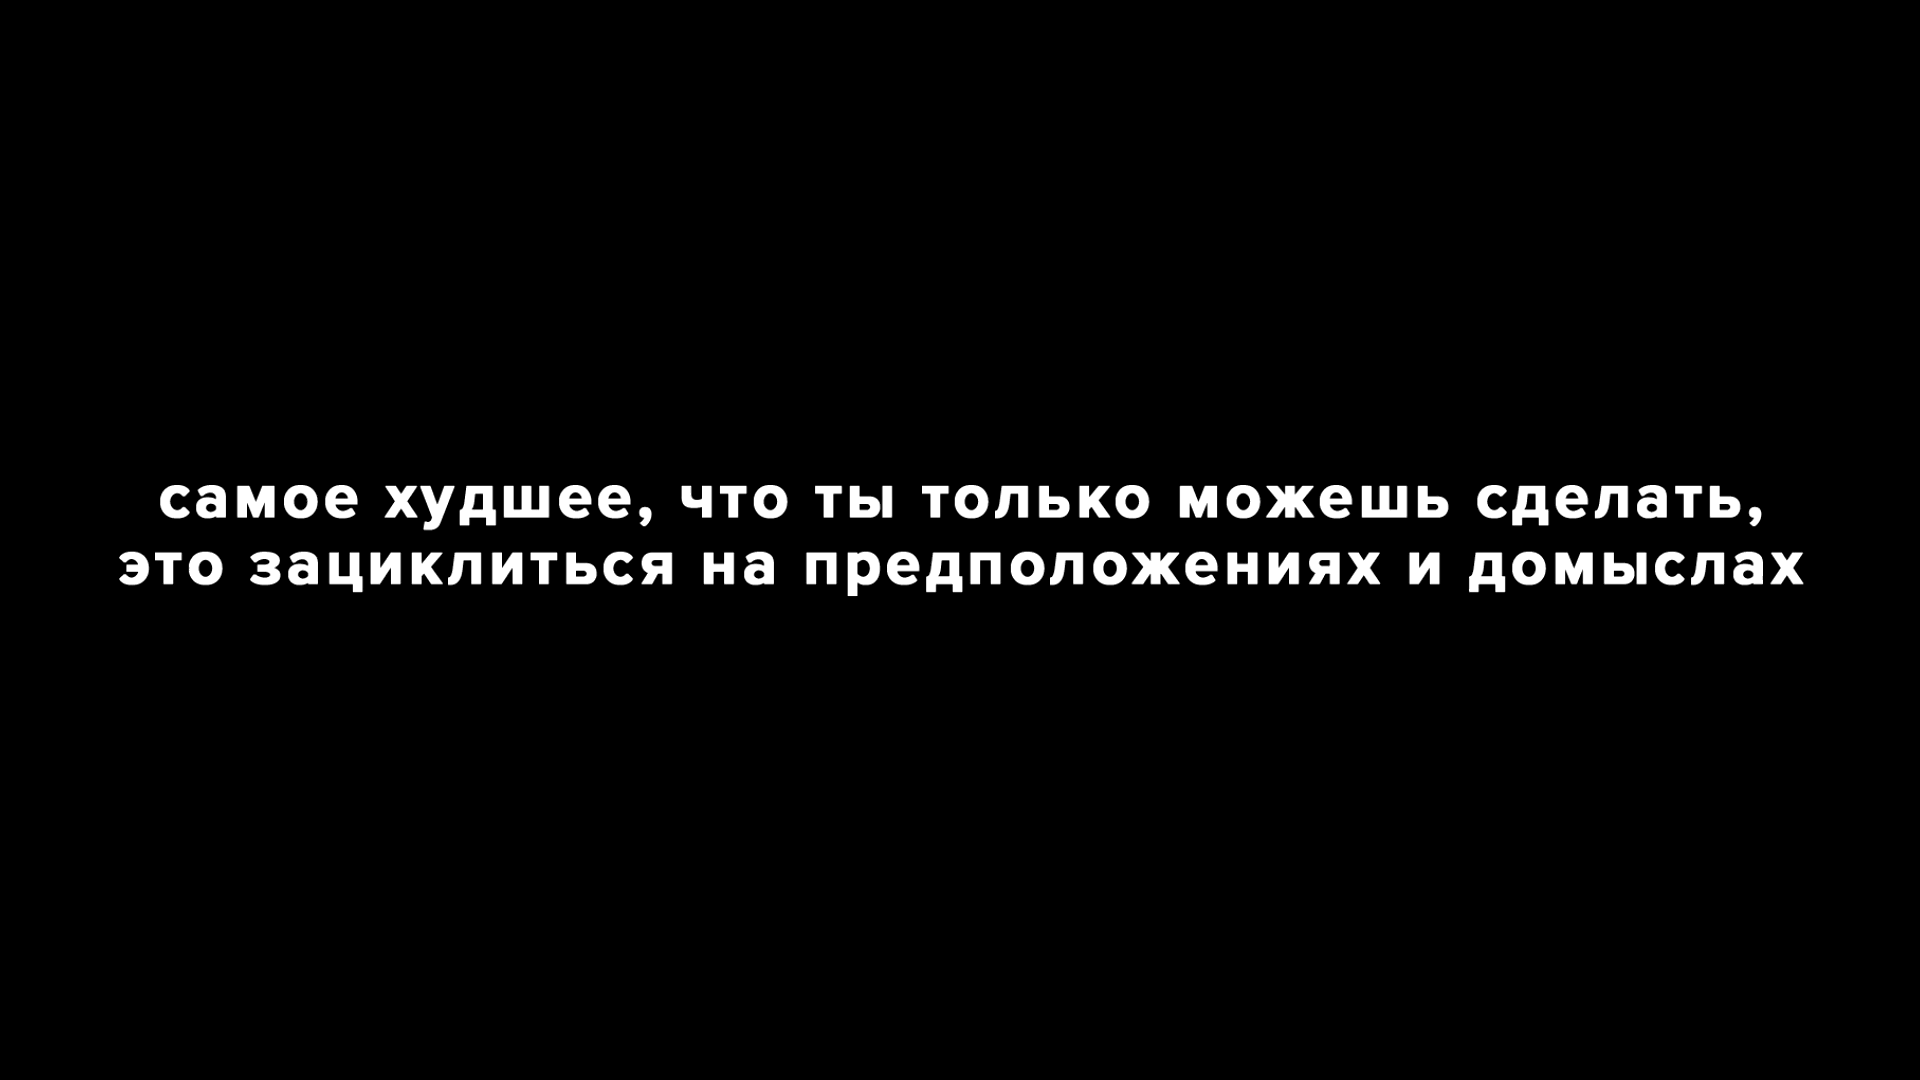 самое худшее, что ты только можешь сделать,
это зациклиться на предположениях и домыслах